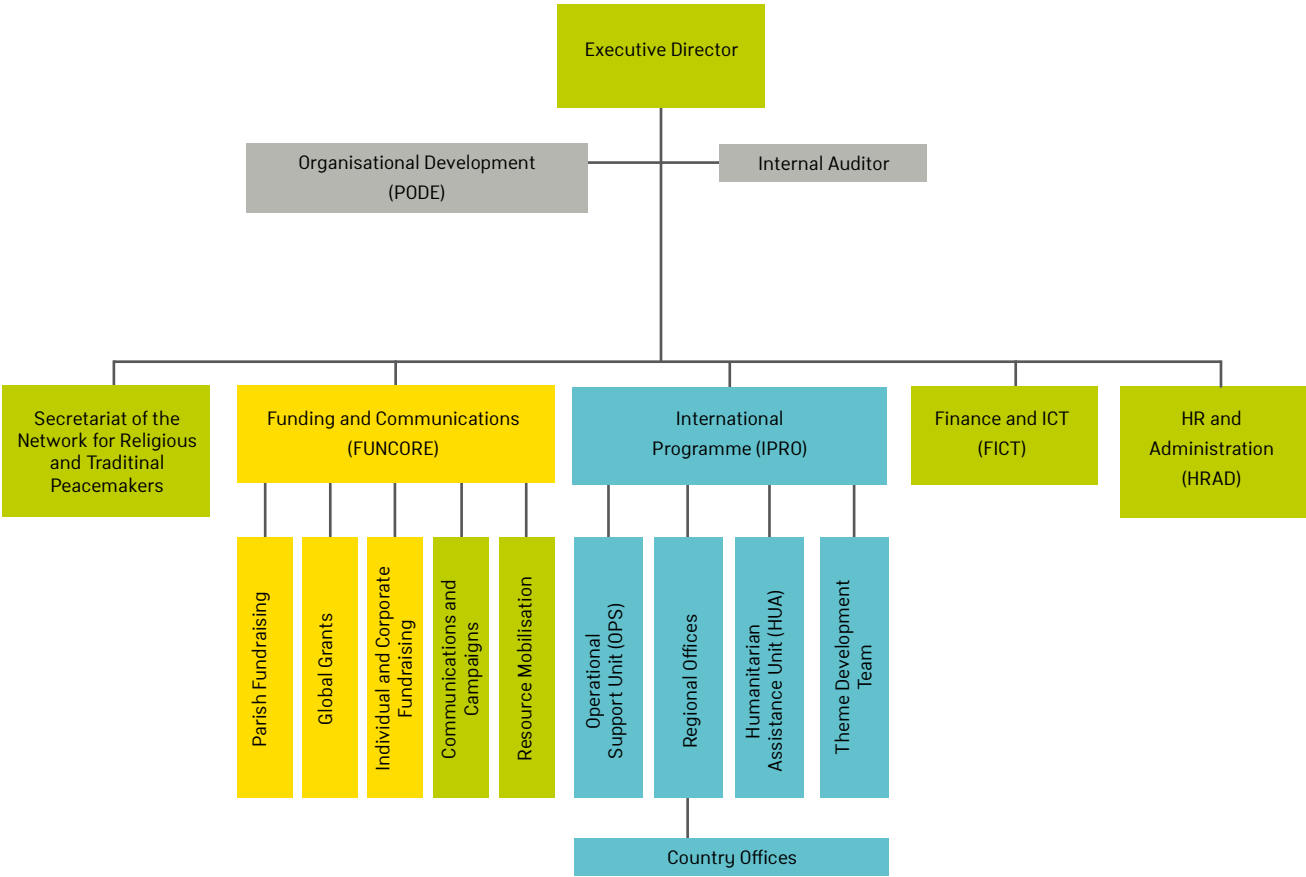 Executive Director
Organisational Development
(PODE)
Internal Auditor
Secretariat of the
Network for Religious
and Traditinal
Peacemakers
Funding and Communications
(FUNCORE)
International
Programme (IPRO)
Finance and ICT
(FICT)
HR and
Administration
(HRAD)
Parish Fundraising
Global Grants
Individual and Corporate
Fundraising
Communications and
Campaigns
Resource Mobilisation
Operational
Support Unit (OPS)
Regional Offices
Humanitarian
Assistance Unit (HUA)
Theme Development
Team
Country Offices